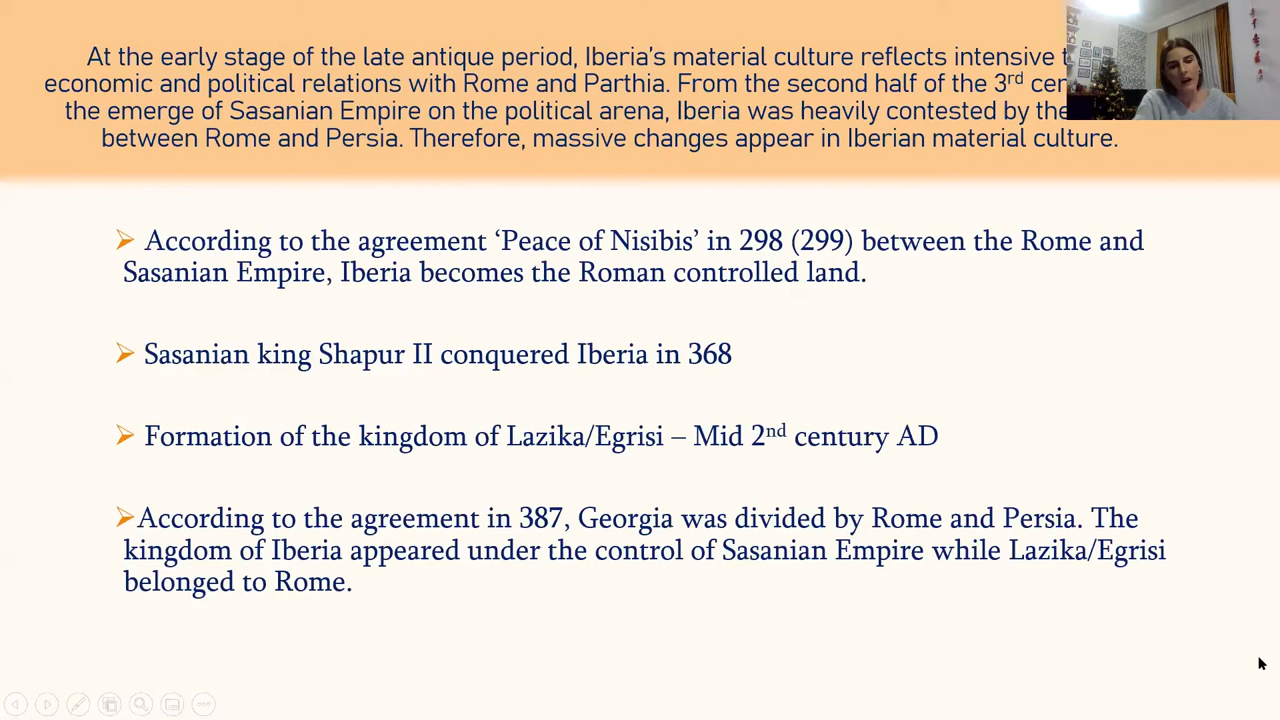 At the early stage of the late antique period, Iberia's material culture reflects intensive
economic and political relations with Rome and Parthia. From the second half of the 3rd
the emerge of Sasanian Empire on the political arena, Iberia was heavily contested by the
between Rome and Persia. Therefore, massive changes appear in Iberian material culture.
➢ According to the agreement ‘Peace of Nisibis’ in 298 (299) between the Rome and
Sasanian Empire, Iberia becomes the Roman controlled land.
➢ Sasanian king Shapur II conquered Iberia in 368
➢ Formation of the kingdom of Lazika/Egrisi – Mid 2nd century AD
➢According to the agreement in 387, Georgia was divided by Rome and Persia. The
kingdom of Iberia appeared under the control of Sasanian Empire while Lazika/Egrisi
belonged to Rome.